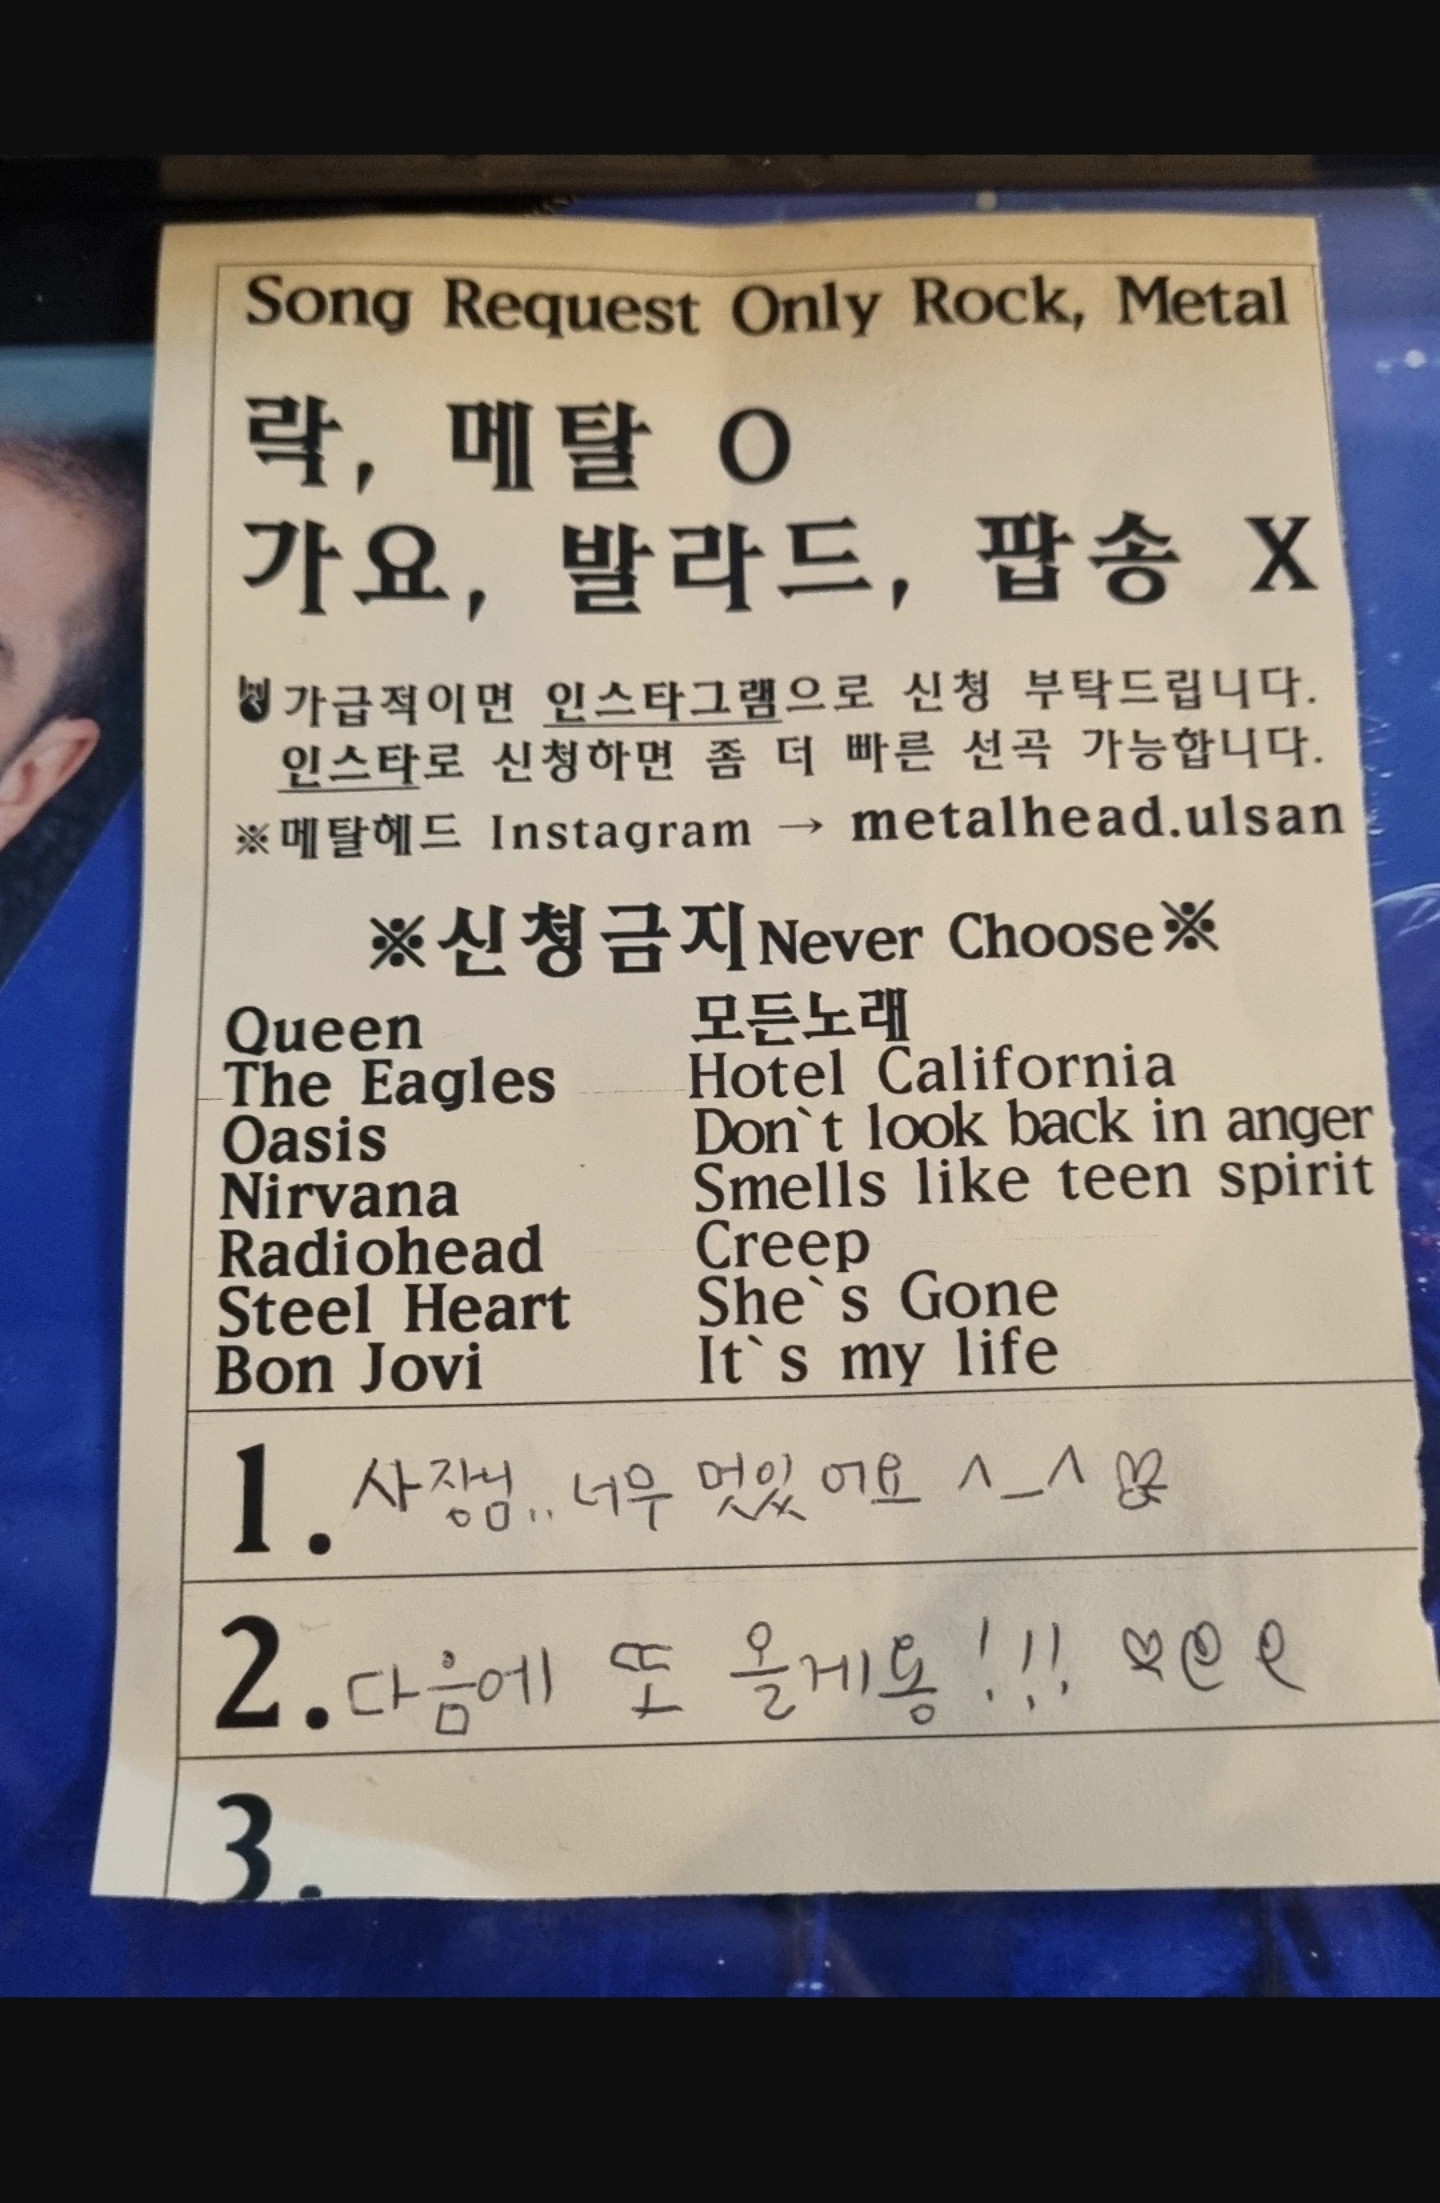 Song Request Only Rock, Metal
락, 메탈 O
가요, 발라드, 팝송 X
가급적이면 인스타그램으로 신청 부탁드립니다.
인스타로 신청하면 좀 더 빠른 선곡 가능합니다.
※메탈헤드 Instagram → metalhead.ulsan
※신청금지Never Choose※
Queen 모든노래
The Eagles Hotel California
Oasis Don`t look back in anger
Nirvana Smells like teen spirit
Radiohead Creep
Steel Heart She`s Gone
Bon Jovi It`s my life
1. 사장님.. 너무 멋있어요 ^_^
2. 다음에 또 올게용!!! ♡
3.